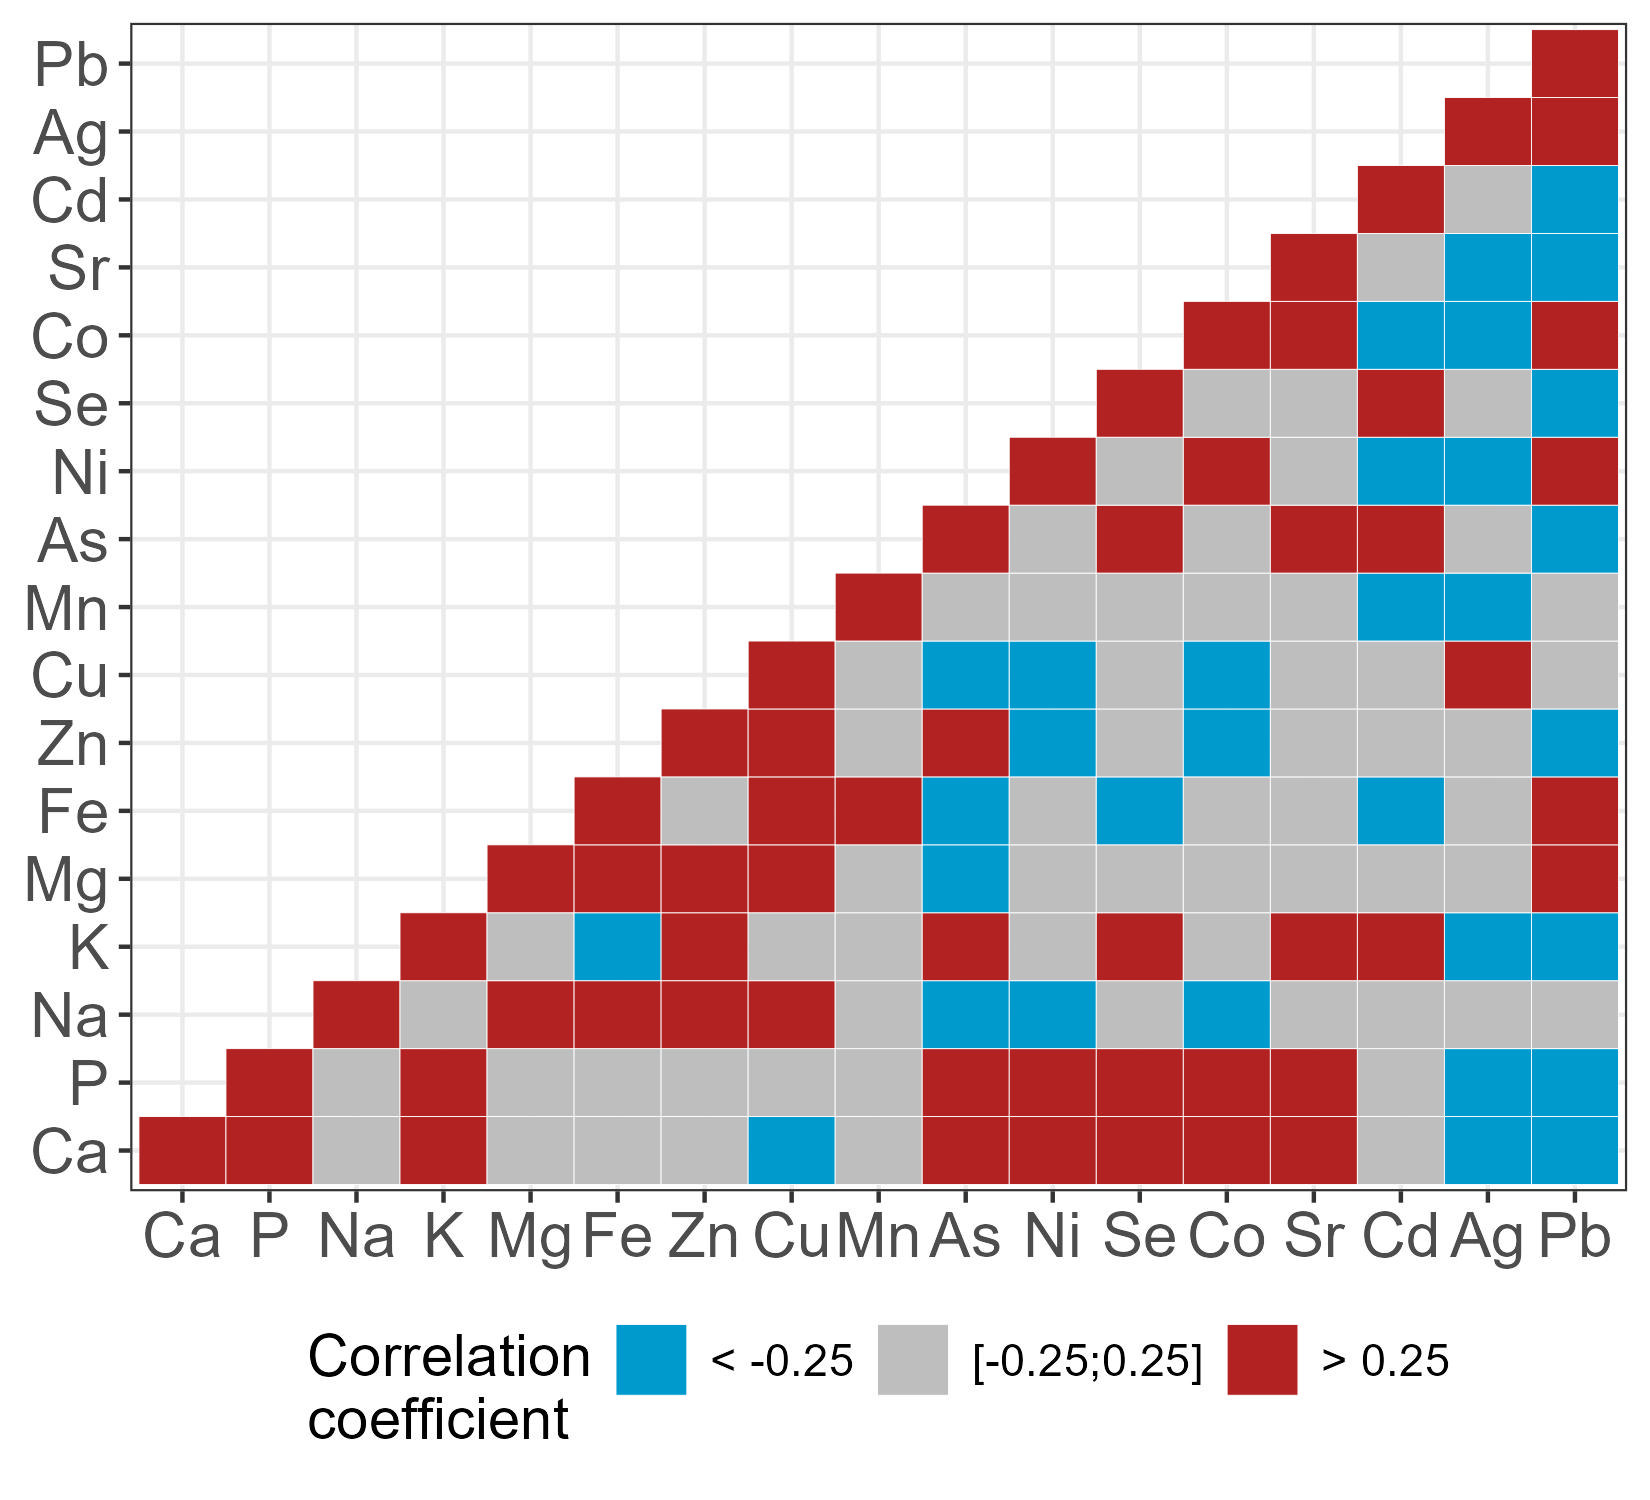 Pb
Ag
Cd
Sr
Co
Se
Ni
As
Mn
Cu
Zn
Fe
Mg
K
Na
P
Ca
Ca P Na K Mg Fe Zn Cu Mn As Ni Se Co Sr Cd Ag Pb
Correlation
coefficient
< -0.25 [-0.25;0.25] > 0.25